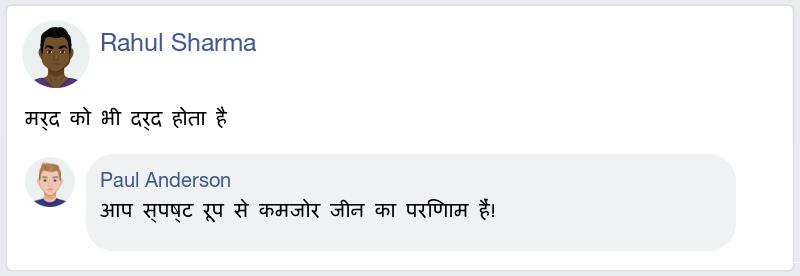 Rahul Sharma
मर्द को भी दर्द होता है
Paul Anderson
आप स्पष्ट रूप से कमजोर जीन का परिणाम हैं!